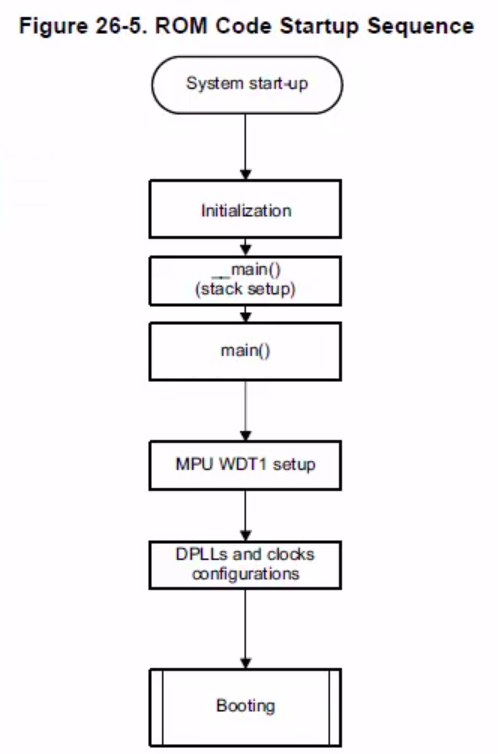 Figure 26-5. ROM Code Startup Sequence
System start-up
Initialization
__main()
(stack setup)
main()
MPU WDT1 setup
DPLLs and clocks
configurations
Booting